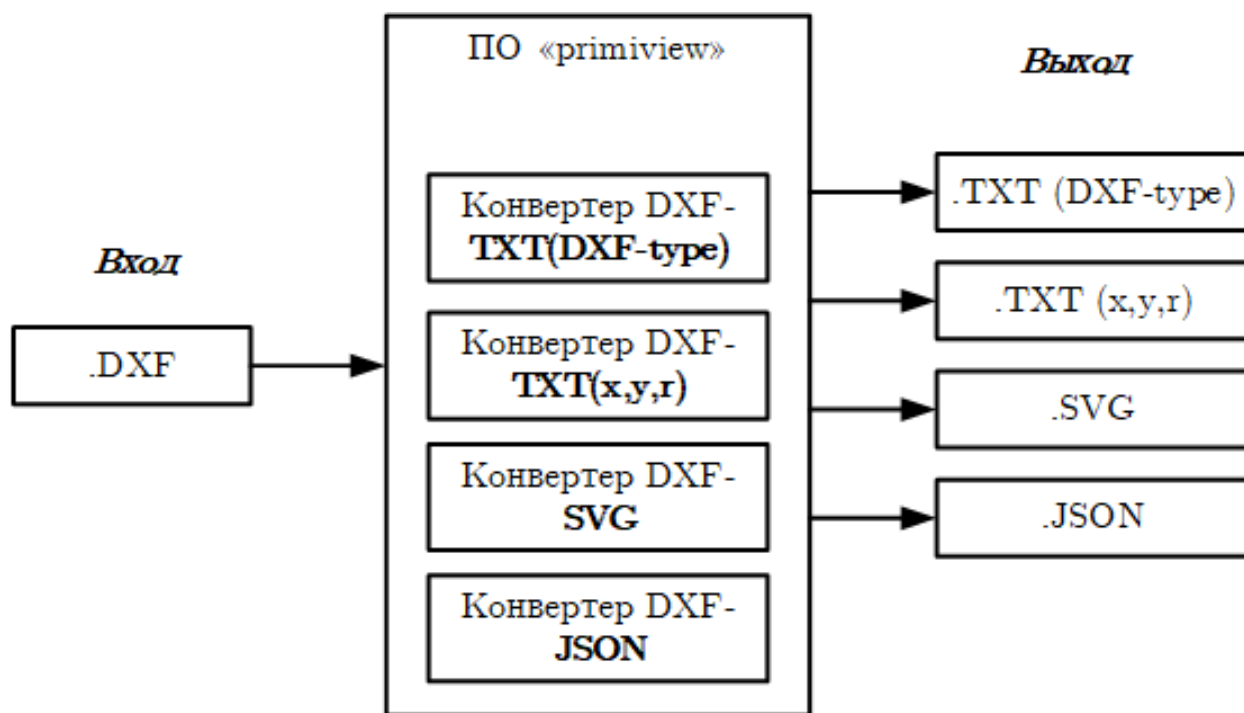 ПО «primiview»
Выход
Вход
.DXF
Конвертер DXF-
TXT(DXF-type)
Конвертер DXF-
TXT(x,y,r)
Конвертер DXF-
SVG
Конвертер DXF-
JSON
.TXT (DXF-type)
.TXT (x,y,r)
.SVG
.JSON